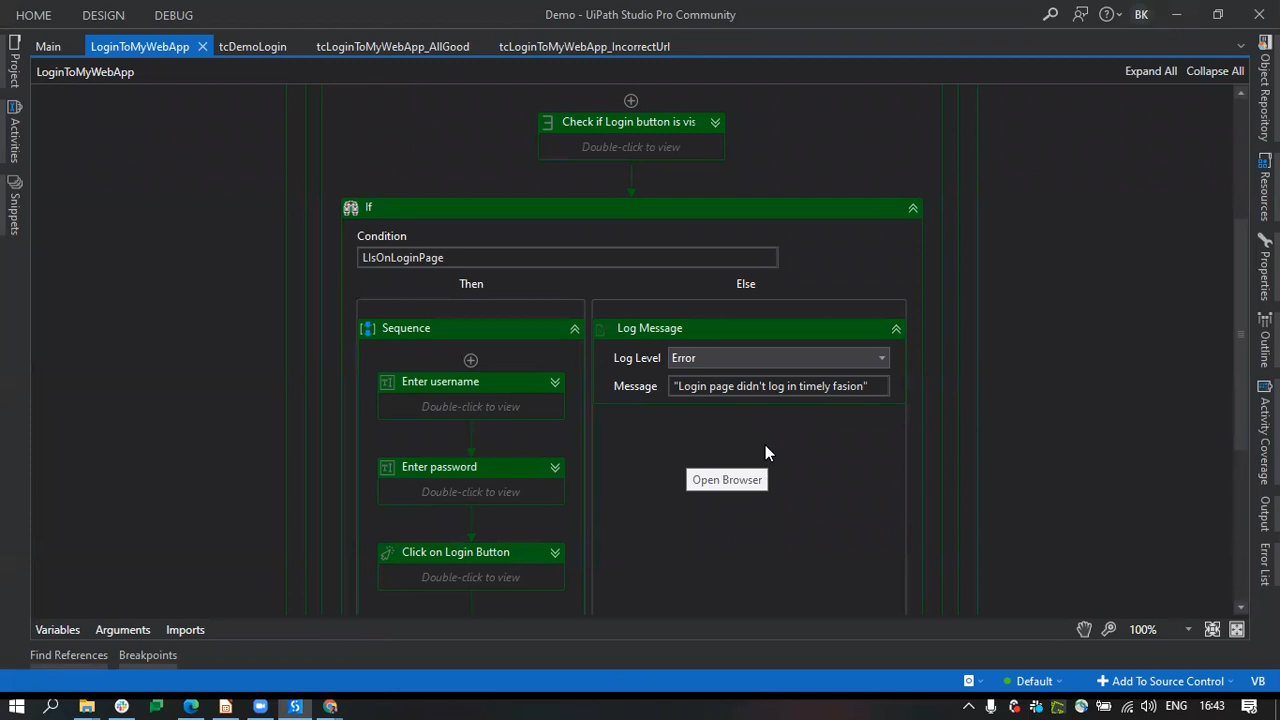 HOME DESIGN DEBUG Demo - UiPath Studio Pro Community BK
Main LoginToMyWebApp tcDemoLogin tcLoginToMyWebApp_AllGood tcLoginToMyWebApp_IncorrectUrl
LoginToMyWebApp Expand All Collapse All
Project
Activities
Snippets
Check if Login button is vis
Double-click to view
If
Condition
LIsOnLoginPage
Then Else
Sequence
Log Message
Log Level Error
Message "Login page didn't log in timely fasion"
Enter username
Double-click to view
Enter password
Double-click to view
Click on Login Button
Double-click to view
Open Browser
Object Repository
Resources
Properties
Outline
Activity Coverage
Output
Error List
Variables Arguments Imports 100%
Find References Breakpoints
Default Add To Source Control VB
ENG 16:43